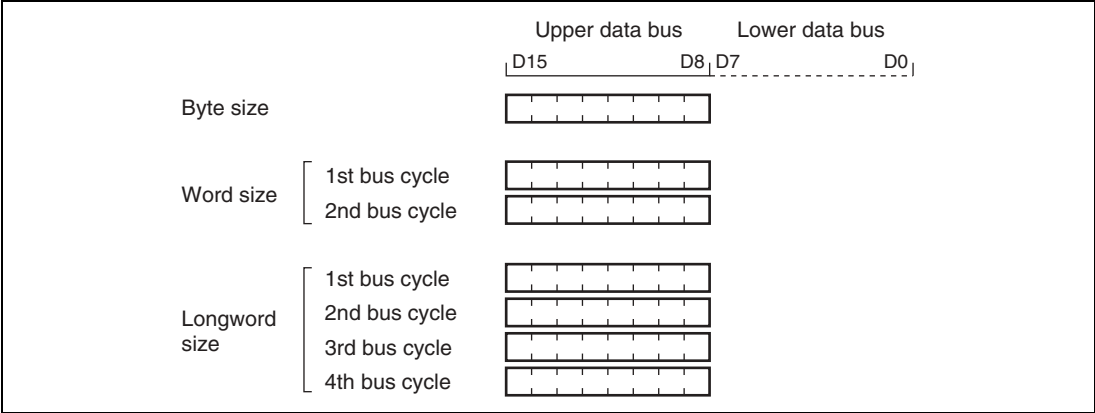 Upper data bus Lower data bus
D15 D8 D7 D0
Byte size
Word size
1st bus cycle
2nd bus cycle
Longword
size
1st bus cycle
2nd bus cycle
3rd bus cycle
4th bus cycle